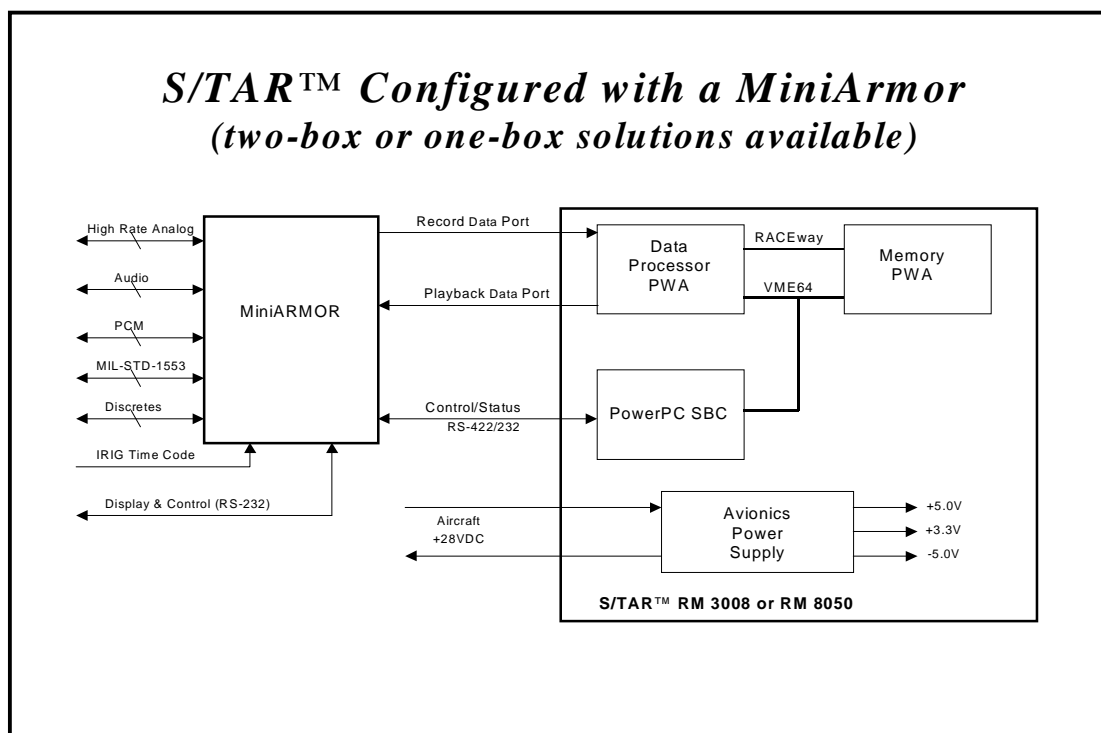 S/TAR™ Configured with a MiniArmor
(two-box or one-box solutions available)
High Rate Analog
Audio
PCM
MIL-STD-1553
Discretes
IRIG Time Code
Display & Control (RS-232)
MiniARMOR
Record Data Port
Playback Data Port
Control/Status
RS-422/232
Aircraft
+28VDC
Data
Processor
PWA
RACEway
VME64
Memory
PWA
PowerPC SBC
Avionics
Power
Supply
+5.0V
+3.3V
-5.0V
S/TAR™ RM 3008 or RM 8050